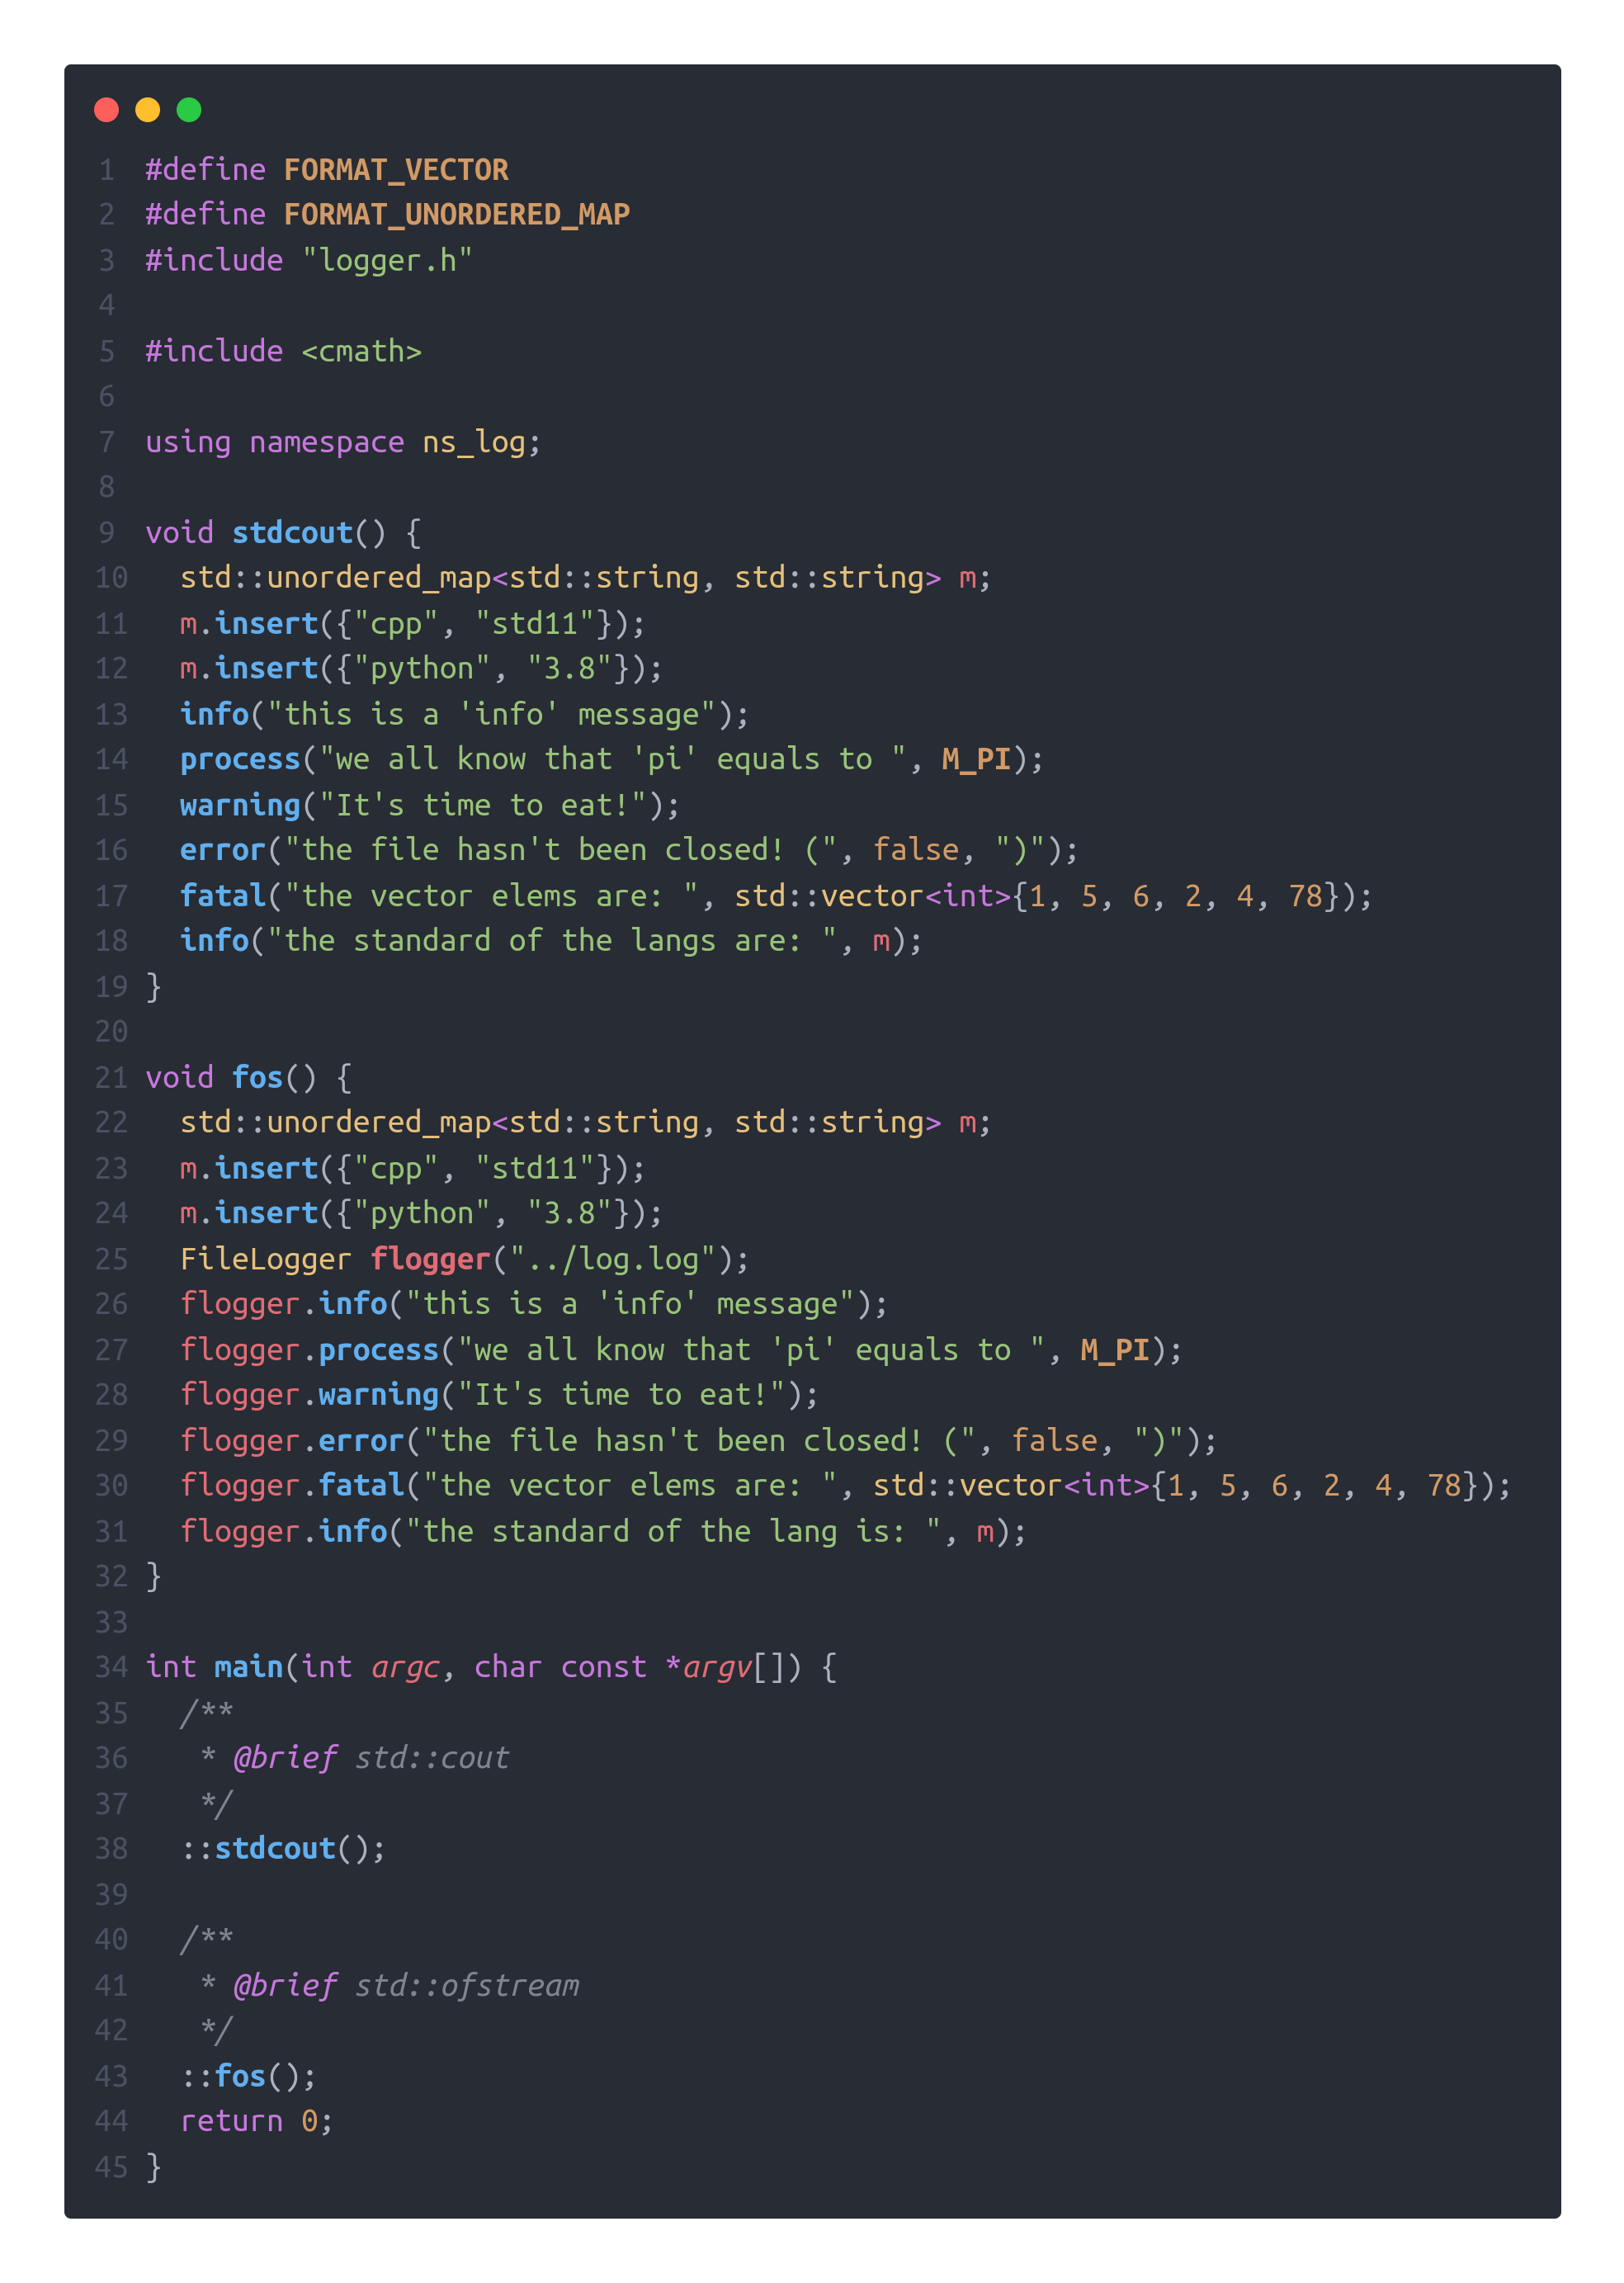 1 #define FORMAT_VECTOR
2 #define FORMAT_UNORDERED_MAP
3 #include "logger.h"
4
5 #include <cmath>
6
7 using namespace ns_log;
8
9 void stdcout() {
10   std::unordered_map<std::string, std::string> m;
11   m.insert({"cpp", "std11"});
12   m.insert({"python", "3.8"});
13   info("this is a 'info' message");
14   process("we all know that 'pi' equals to ", M_PI);
15   warning("It's time to eat!");
16   error("the file hasn't been closed! (", false, ")");
17   fatal("the vector elems are: ", std::vector<int>{1, 5, 6, 2, 4, 78});
18   info("the standard of the langs are: ", m);
19 }
20
21 void fos() {
22   std::unordered_map<std::string, std::string> m;
23   m.insert({"cpp", "std11"});
24   m.insert({"python", "3.8"});
25   FileLogger flogger("../log.log");
26   flogger.info("this is a 'info' message");
27   flogger.process("we all know that 'pi' equals to ", M_PI);
28   flogger.warning("It's time to eat!");
29   flogger.error("the file hasn't been closed! (", false, ")");
30   flogger.fatal("the vector elems are: ", std::vector<int>{1, 5, 6, 2, 4, 78});
31   flogger.info("the standard of the lang is: ", m);
32 }
33
34 int main(int argc, char const *argv[]) {
35   /**
36    * @brief std::cout
37    */
38   ::stdcout();
39
40   /**
41    * @brief std::ofstream
42    */
43   ::fos();
44   return 0;
45 }